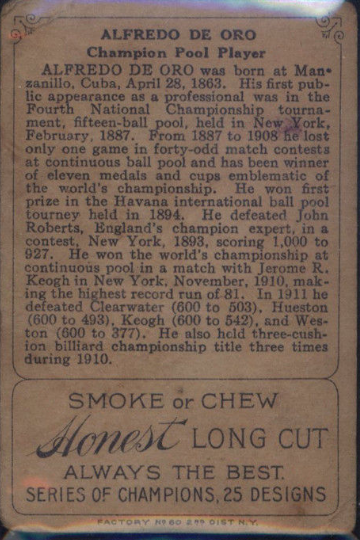 ALFREDO DE ORO
Champion Pool Player
ALFREDO DE ORO was born at Man-
zanillo, Cuba, April 28, 1863. His first pub-
lic appearance as a professional was in the
Fourth National Championship tourna-
ment, fifteen-ball pool, held in New York,
February, 1887. From 1887 to 1908 he lost
only one game in forty-odd match contests
at continuous ball pool and has been winner
of eleven medals and cups emblematic of
the world's championship. He won first
prize in the Havana international ball pool
tourney held in 1894. He defeated John
Roberts, England's champion expert, in a
contest, New York, 1893, scoring 1,000 to
927. He won the world's championship at
continuous pool in a match with Jerome R.
Keogh in New York, November, 1910, mak-
ing the highest record run of 81. In 1911 he
defeated Clearwater (600 to 503), Hueston
(600 to 493), Keogh (600 to 542), and Wes-
ton (600 to 377). He also held three-cush-
ion billiard championship title three times
during 1910.
SMOKE or CHEW
Honest LONG CUT
ALWAYS THE BEST.
SERIES OF CHAMPIONS, 25 DESIGNS
FACTORY No 80 2ND DIST N.Y.